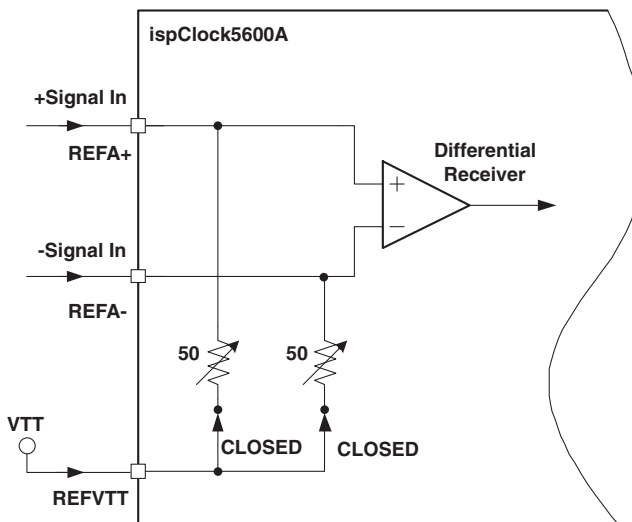 ispClock5600A
+Signal In
REFA+
Differential
Receiver
+
−
-Signal In
REFA-
50
50
VTT
CLOSED
CLOSED
REFVTT